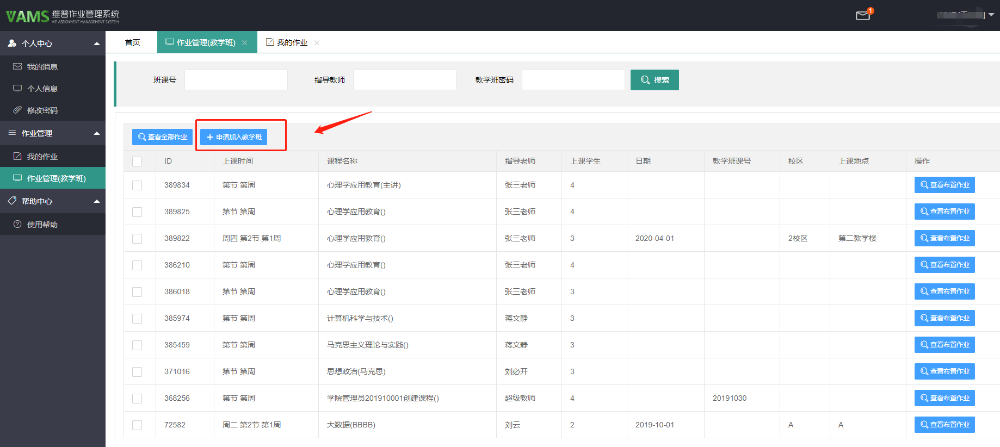 VAMS 维普作业管理系统
VIP ASSIGNMENT MANAGEMENT SYSTEM
1
个人中心
我的消息
个人信息
修改密码
作业管理
我的作业
作业管理(教学班)
帮助中心
使用帮助
首页 作业管理(教学班) 我的作业
班课号 指导教师 教学班密码 搜索
查看全部作业 申请加入教学班
ID 上课时间 课程名称 指导老师 上课学生 日期 教学班课号 校区 上课地点 操作
389834 第节 第周 心理学应用教育(主讲) 张三老师 4 查看布置作业
389825 第节 第周 心理学应用教育() 张三老师 4 查看布置作业
389822 周四 第2节 第1周 心理学应用教育() 张三老师 3 2020-04-01 2校区 第二教学楼 查看布置作业
386210 第节 第周 心理学应用教育() 张三老师 4 查看布置作业
386018 第节 第周 心理学应用教育() 张三老师 3 查看布置作业
385974 第节 第周 计算机科学与技术() 蒋文静 3 查看布置作业
385459 第节 第周 马克思主义理论与实践() 蒋文静 3 查看布置作业
371016 第节 第周 思想政治(马克思) 刘必开 3 查看布置作业
368256 第节 第周 学院管理员201910001创建课程() 超级教师 4 20191030 查看布置作业
72582 周二 第2节 第1周 大数据(BBBB) 刘云 2 2019-10-01 A A 查看布置作业